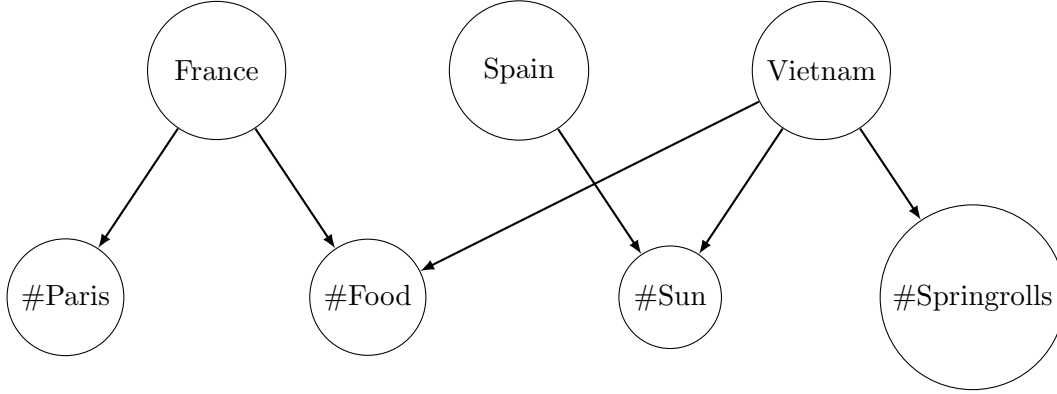 France
Spain
Vietnam
#Paris
#Food
#Sun
#Springrolls